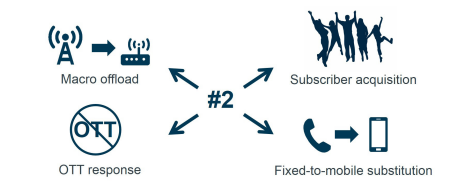 Macro offload
Subscriber acquisition
#2
OTT
OTT response
Fixed-to-mobile substitution